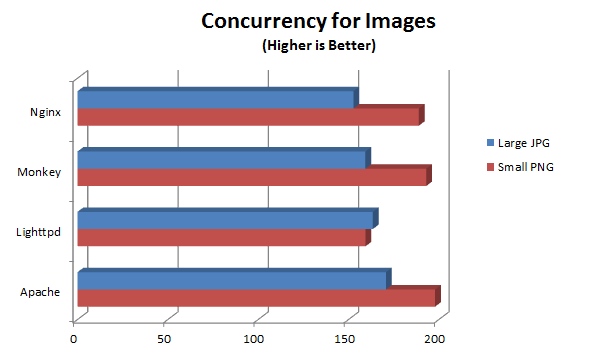 Concurrency for Images
(Higher is Better)
Nginx
Monkey
Lighttpd
Apache
0 50 100 150 200
Large JPG
Small PNG